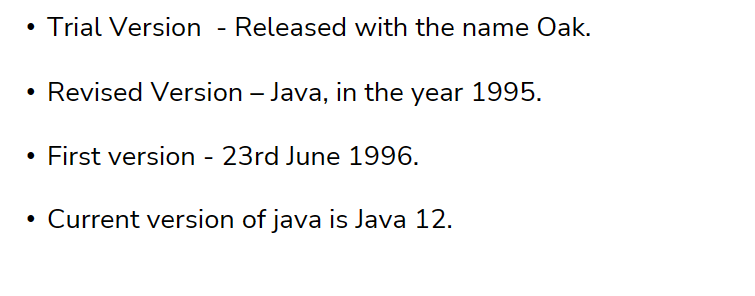 • Trial Version  - Released with the name Oak.
• Revised Version – Java, in the year 1995.
• First version - 23rd June 1996.
• Current version of java is Java 12.